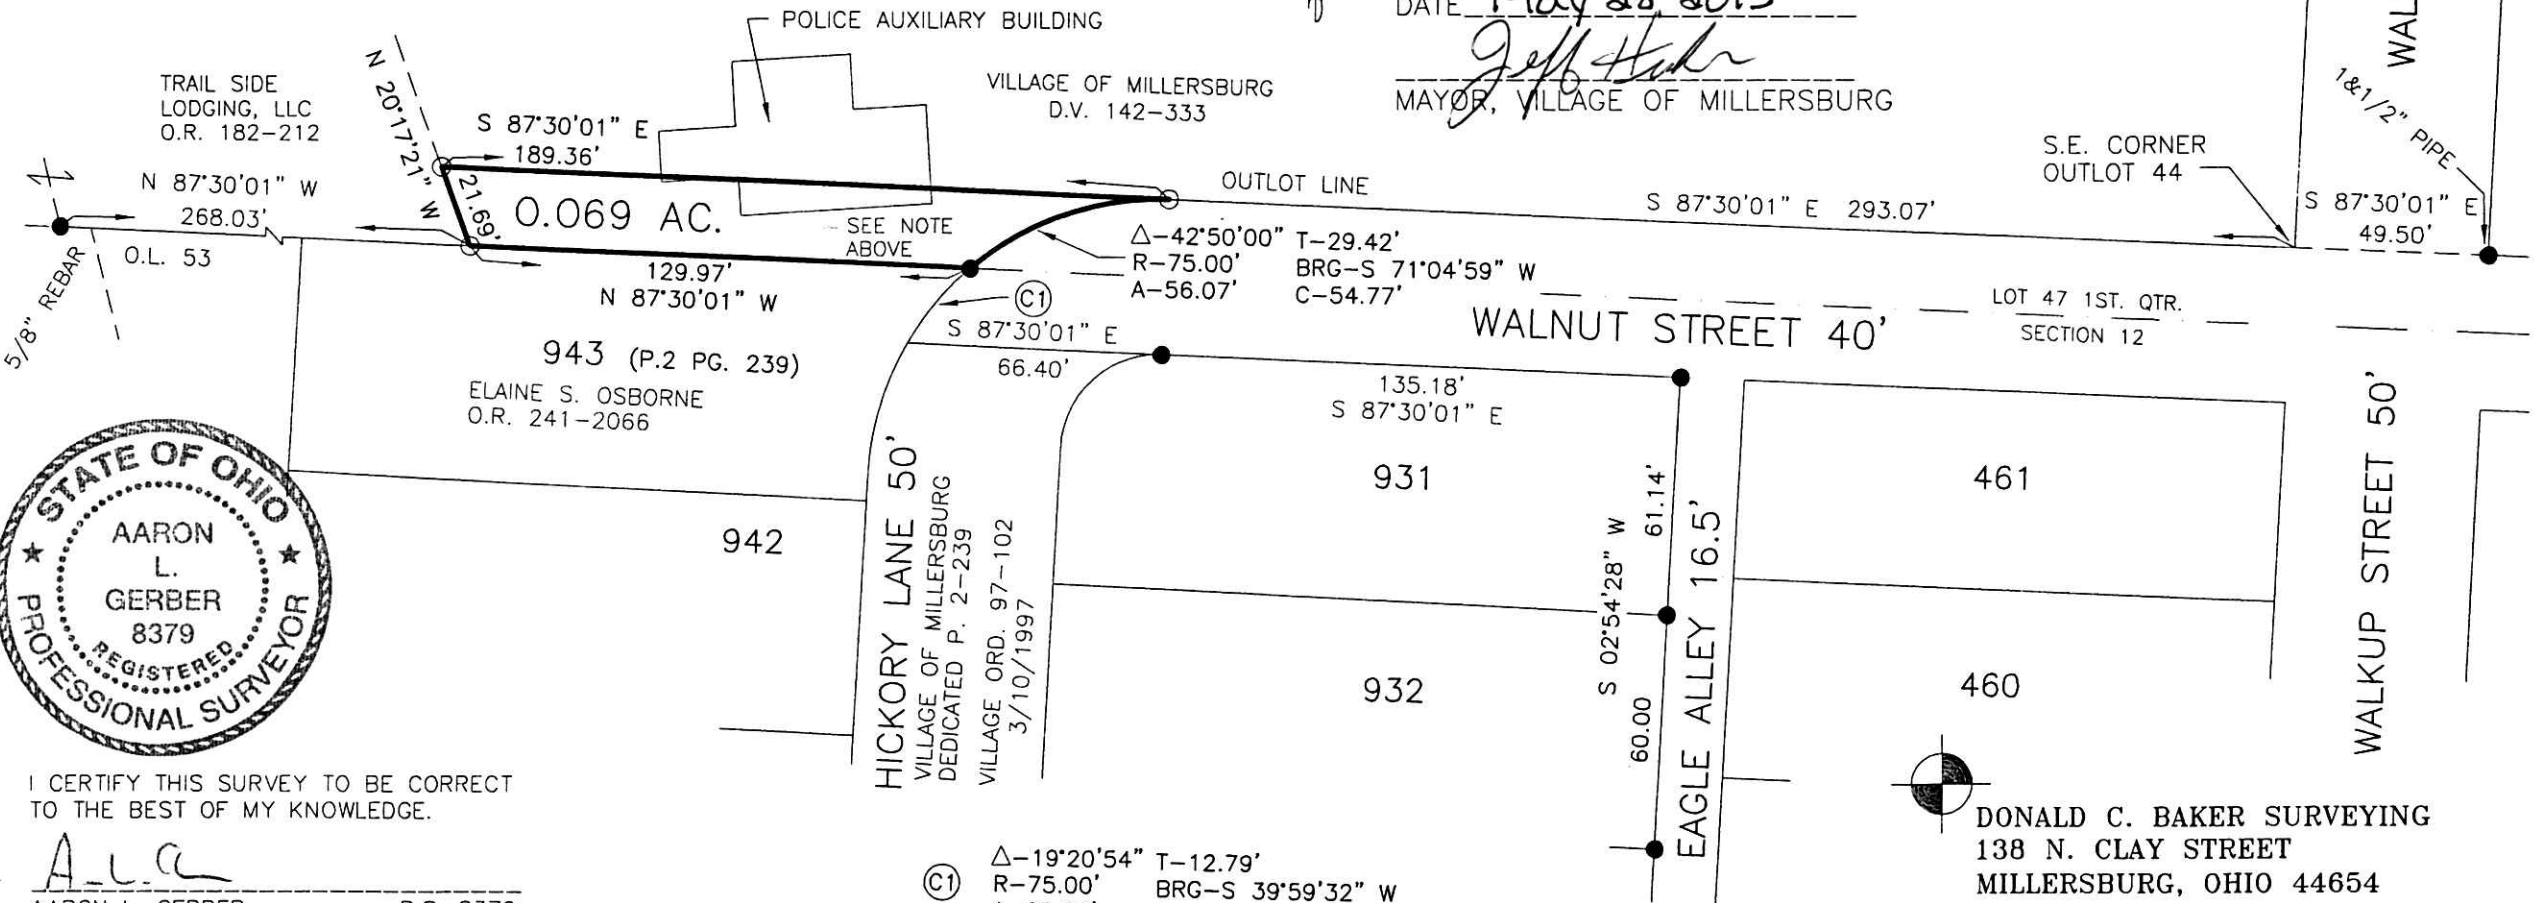 POLICE AUXILIARY BUILDING
DATE May 28 2013
MAYOR, VILLAGE OF MILLERSBURG
TRAIL SIDE
LODGING, LLC
O.R. 182-212
N 20°17'21" W
21.69'
S 87°30'01" E
189.36'
VILLAGE OF MILLERSBURG
D.V. 142-333
WAL
1&1/2" PIPE
S.E. CORNER
OUTLOT 44
N 87°30'01" W
268.03'
O.L. 53
5/8" REBAR
0.069 AC.
SEE NOTE
ABOVE
OUTLOT LINE
S 87°30'01" E 293.07'
S 87°30'01" E
49.50'
129.97'
N 87°30'01" W
△-42°50'00" T-29.42'
R-75.00' BRG-S 71°04'59" W
A-56.07' C-54.77'
C1
WALNUT STREET 40'
LOT 47 1ST. QTR.
SECTION 12
943 (P.2 PG. 239)
ELAINE S. OSBORNE
O.R. 241-2066
S 87°30'01" E
66.40'
135.18'
S 87°30'01" E
STATE OF OHIO
AARON
L.
GERBER
8379
REGISTERED
PROFESSIONAL SURVEYOR
942
HICKORY LANE 50'
VILLAGE OF MILLERSBURG
DEDICATED P. 2-239
VILLAGE ORD. 97-102
3/10/1997
931
932
S 02°54'28" W
61.14'
60.00
EAGLE ALLEY 16.5'
461
460
WALKUP STREET 50'
I CERTIFY THIS SURVEY TO BE CORRECT
TO THE BEST OF MY KNOWLEDGE.
C1
△-19°20'54" T-12.79'
R-75.00' BRG-S 39°59'32" W
DONALD C. BAKER SURVEYING
138 N. CLAY STREET
MILLERSBURG, OHIO 44654